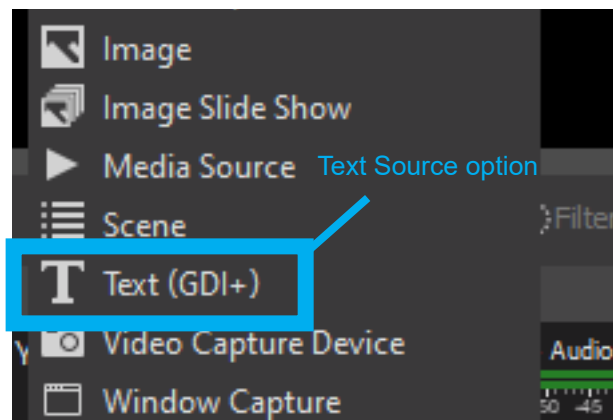 Image
Image Slide Show
Media Source
Text Source option
Scene
Filter
Text (GDI+)
Video Capture Device
Audio
Window Capture
-45